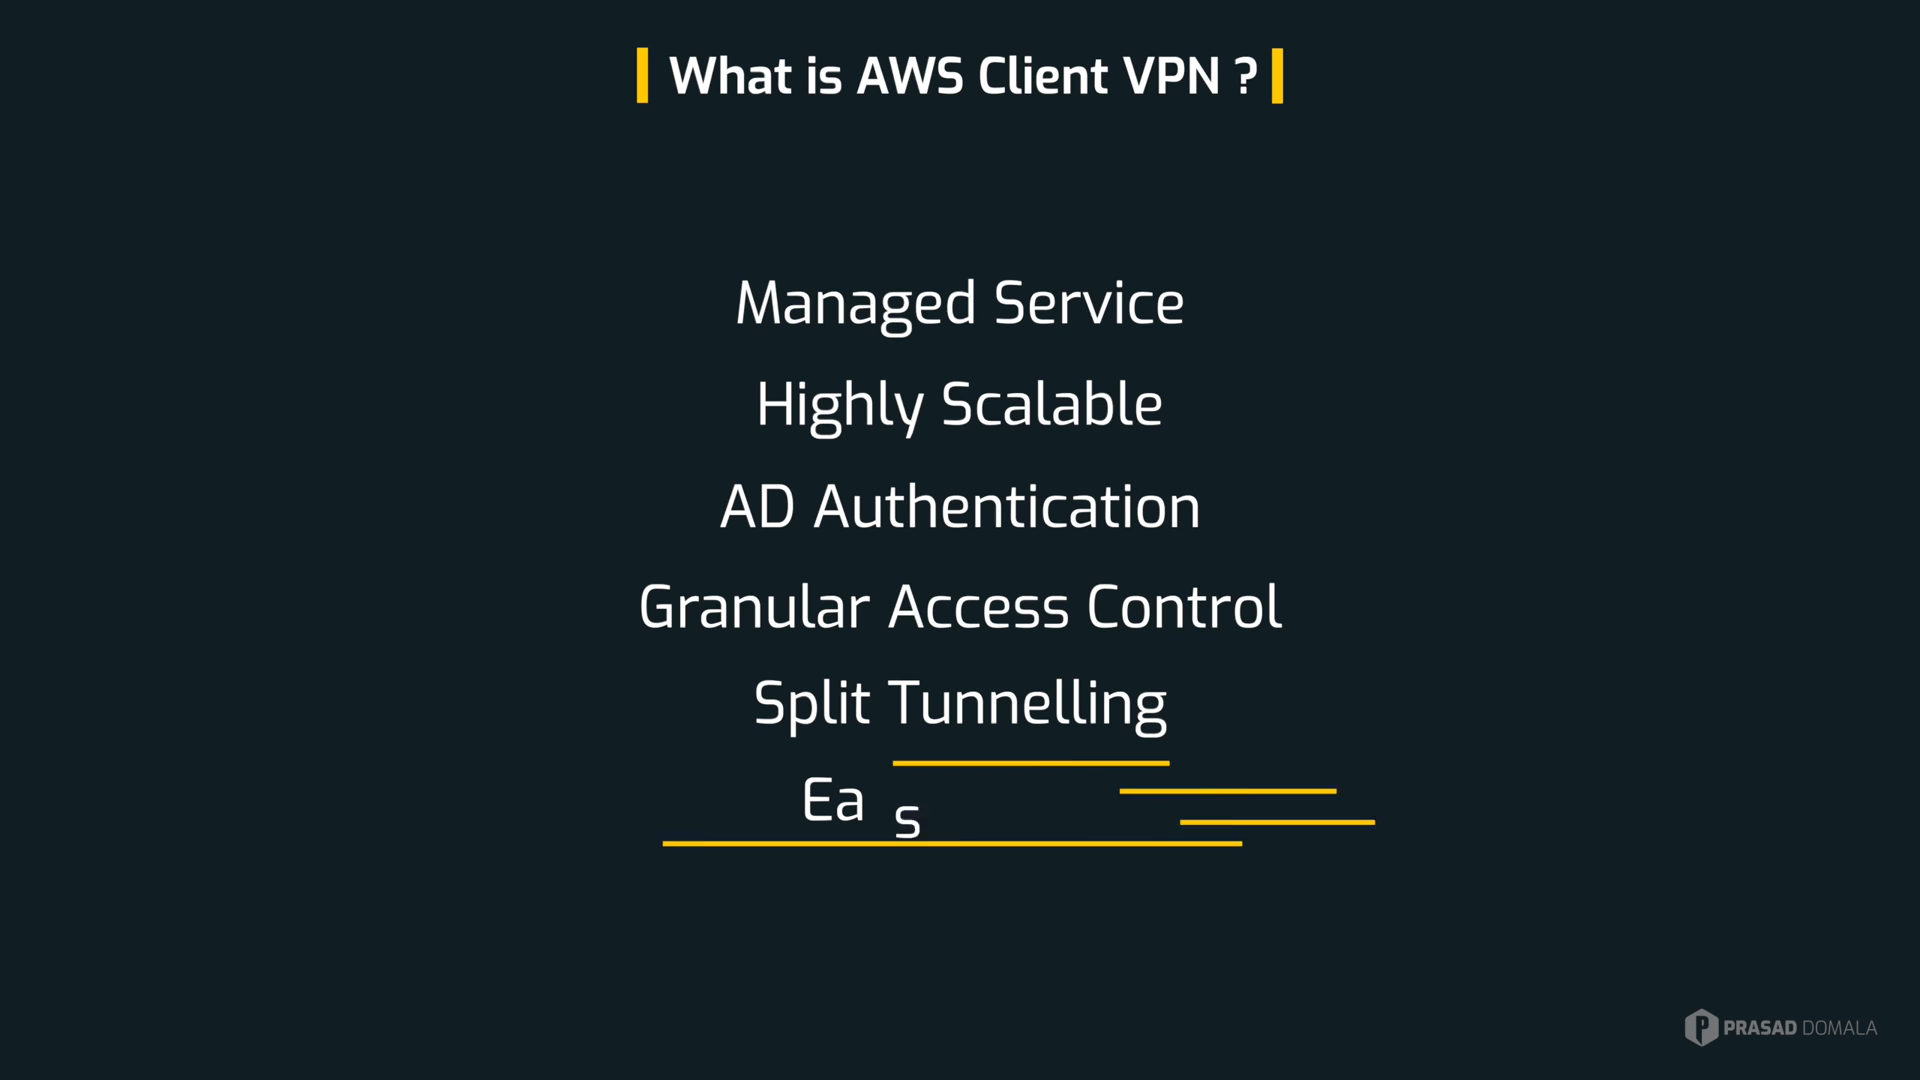 What is AWS Client VPN ?
Managed Service
Highly Scalable
AD Authentication
Granular Access Control
Split Tunnelling
Ea s
PRASAD DOMALA